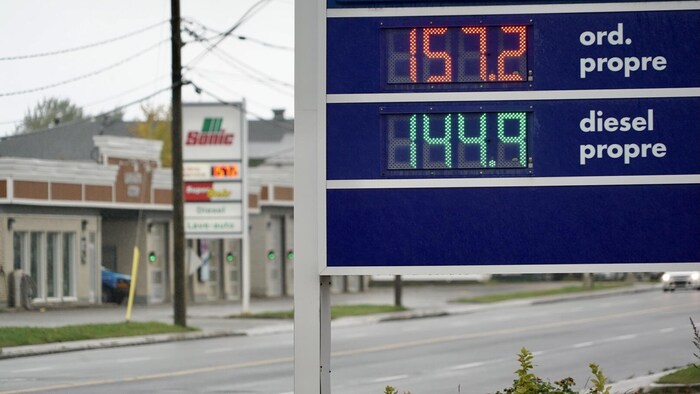 157.2
ord.
propre
144.9
diesel
propre
Sonic
Diesel
Lave-auto